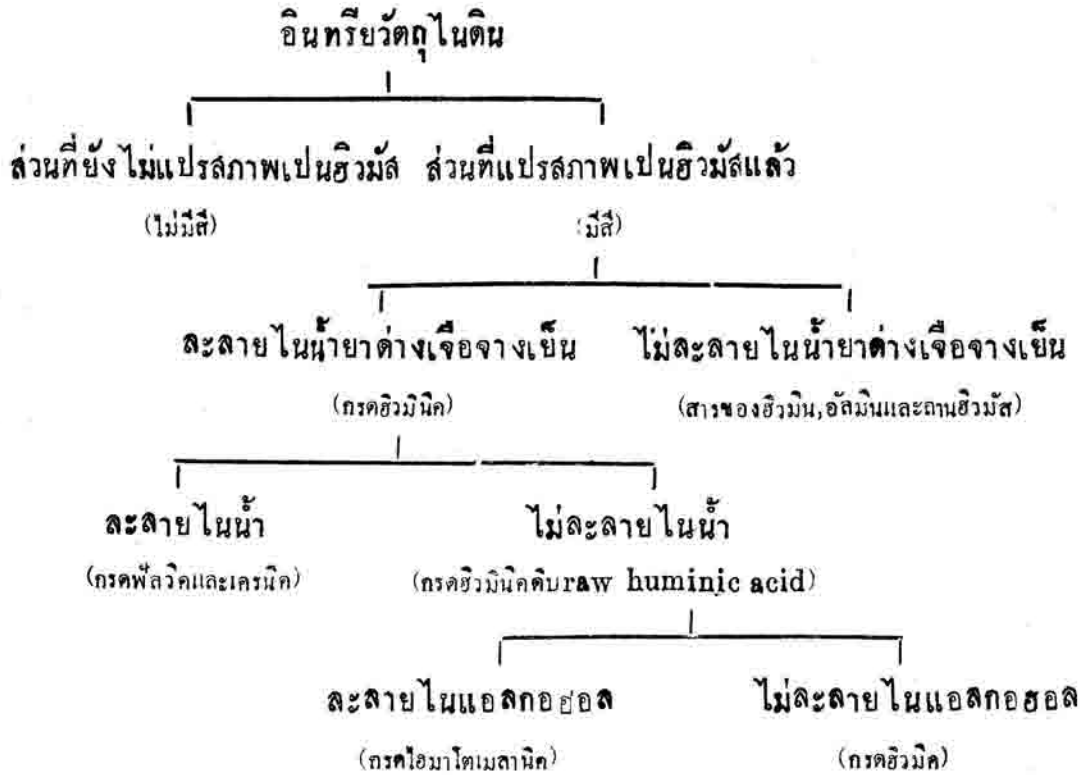 อินทรียวัตถุในดิน
ส่วนที่ยังไม่แปรสภาพเปนฮิวมัส ส่วนที่แปรสภาพเปนฮิวมัสแล้ว
(ไม่มีสี) (มีสี)
ละลายในน้ำยาด่างเจือจางเย็น ไม่ละลายในน้ำยาด่างเจือจางเย็น
(กรดฮิวมินิค) (สารของฮิวมิน,อัลมินและถานฮิวมัส)
ละลายในน้ำ ไม่ละลายในน้ำ
(กรดฟัลวิคและเครนิค) (กรดฮิวมินิคดิบraw huminic acid)
ละลายในแอลกอฮอล ไม่ละลายในแอลกอฮอล
(กรดไฮมาโตเมลานิค) (กรดฮิวมิค)